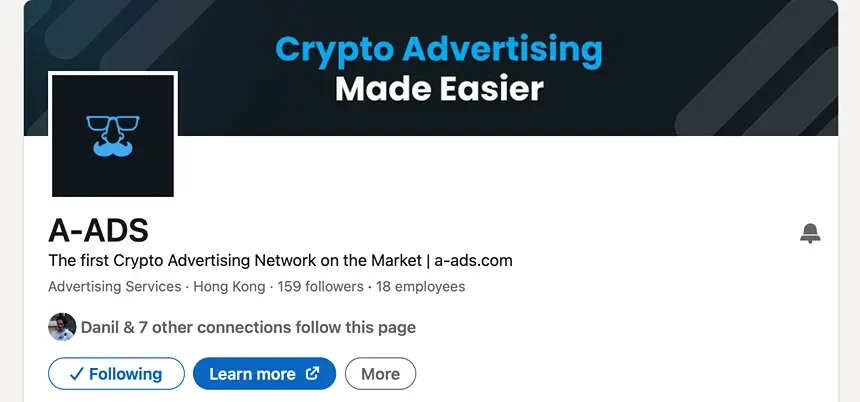 Crypto Advertising
Made Easier
A-ADS
The first Crypto Advertising Network on the Market | a-ads.com
Advertising Services · Hong Kong · 159 followers · 18 employees
Danil & 7 other connections follow this page
Following
Learn more
More